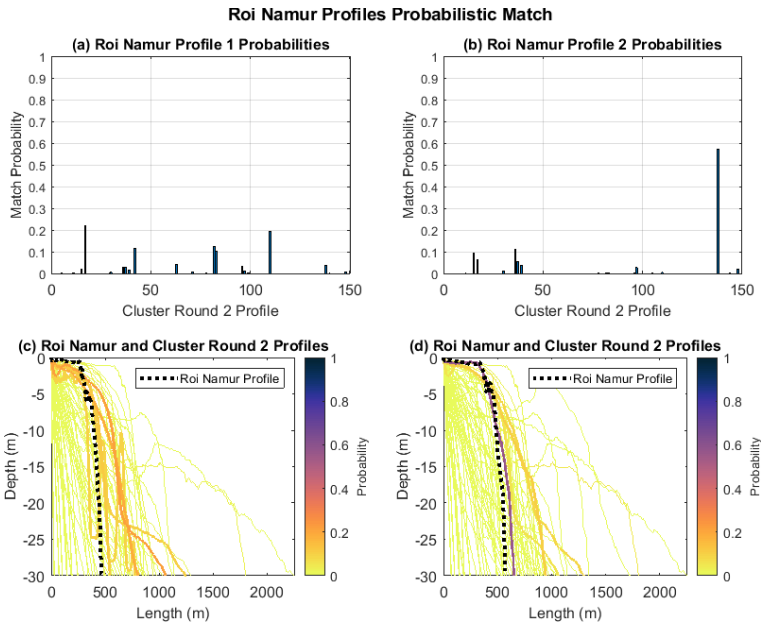 Roi Namur Profiles Probabilistic Match
(a) Roi Namur Profile 1 Probabilities
Match Probability
1
0.9
0.8
0.7
0.6
0.5
0.4
0.3
0.2
0.1
0
0 50 100 150
Cluster Round 2 Profile
(b) Roi Namur Profile 2 Probabilities
Match Probability
1
0.9
0.8
0.7
0.6
0.5
0.4
0.3
0.2
0.1
0
0 50 100 150
Cluster Round 2 Profile
(c) Roi Namur and Cluster Round 2 Profiles
Depth (m)
0
-5
-10
-15
-20
-25
-30
Roi Namur Profile
0 500 1000 1500 2000
Length (m)
1
0.8
0.6
0.4
0.2
0
Probability
(d) Roi Namur and Cluster Round 2 Profiles
Depth (m)
0
-5
-10
-15
-20
-25
-30
Roi Namur Profile
0 500 1000 1500 2000
Length (m)
1
0.8
0.6
0.4
0.2
0
Probability